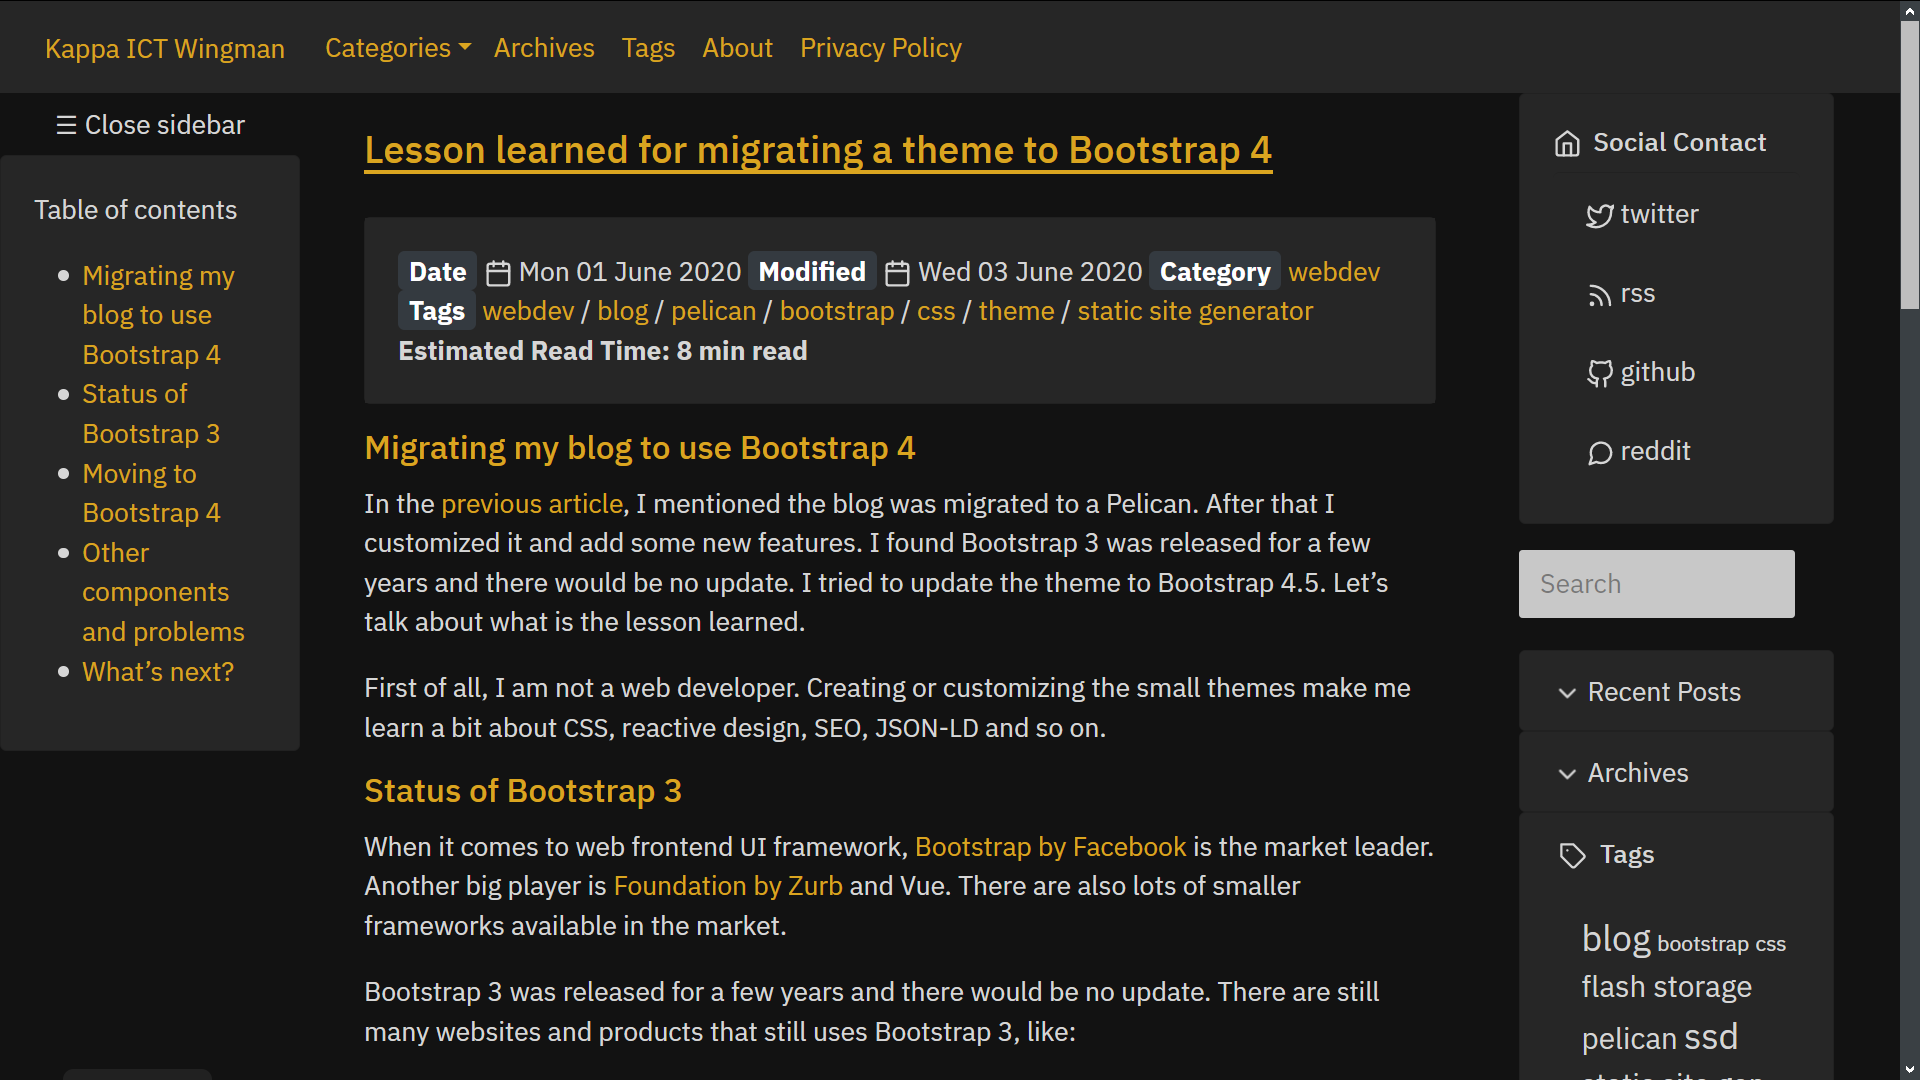 Kappa ICT Wingman
Categories
Archives
Tags
About
Privacy Policy
☰ Close sidebar
Table of contents
Migrating my
blog to use
Bootstrap 4
Status of
Bootstrap 3
Moving to
Bootstrap 4
Other
components
and problems
What’s next?
Lesson learned for migrating a theme to Bootstrap 4
Date Mon 01 June 2020 Modified Wed 03 June 2020 Category webdev
Tags webdev / blog / pelican / bootstrap / css / theme / static site generator
Estimated Read Time: 8 min read
Migrating my blog to use Bootstrap 4
In the previous article, I mentioned the blog was migrated to a Pelican. After that I
customized it and add some new features. I found Bootstrap 3 was released for a few
years and there would be no update. I tried to update the theme to Bootstrap 4.5. Let’s
talk about what is the lesson learned.
First of all, I am not a web developer. Creating or customizing the small themes make me
learn a bit about CSS, reactive design, SEO, JSON-LD and so on.
Status of Bootstrap 3
When it comes to web frontend UI framework, Bootstrap by Facebook is the market leader.
Another big player is Foundation by Zurb and Vue. There are also lots of smaller
frameworks available in the market.
Bootstrap 3 was released for a few years and there would be no update. There are still
many websites and products that still uses Bootstrap 3, like:
Social Contact
twitter
rss
github
reddit
Search
Recent Posts
Archives
Tags
blog bootstrap css
flash storage
pelican ssd